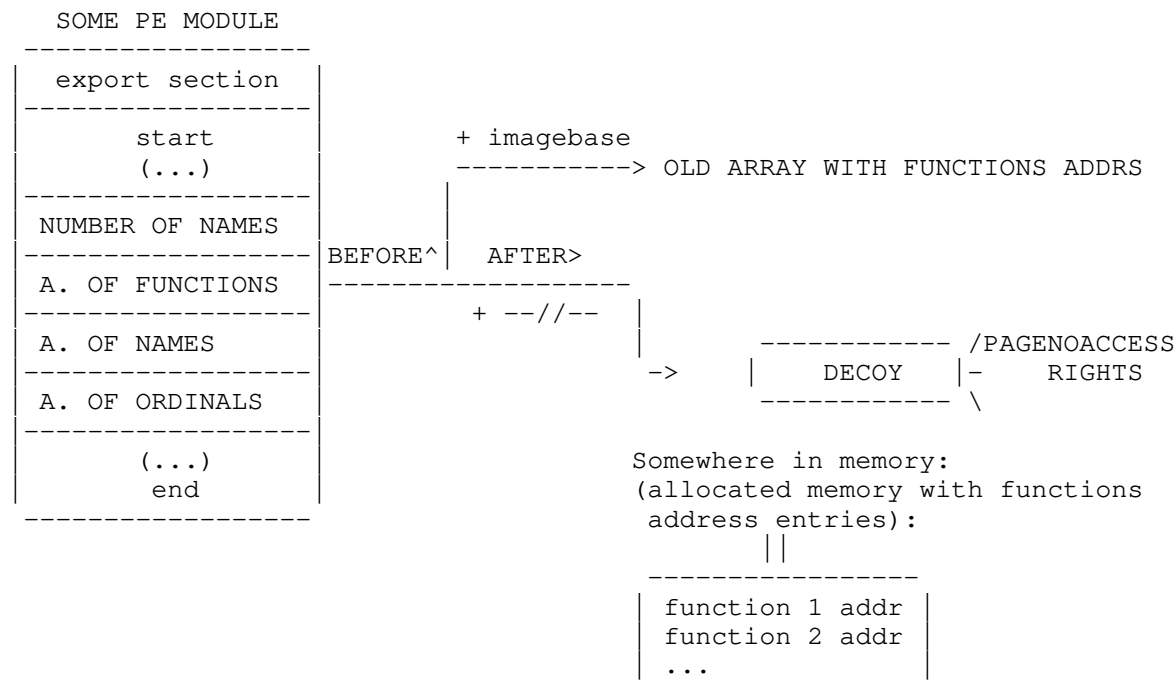 SOME PE MODULE
export section
start
+ imagebase
(...)
-----------> OLD ARRAY WITH FUNCTIONS ADDRS
NUMBER OF NAMES
BEFORE^| AFTER>
A. OF FUNCTIONS
+ --//--
A. OF NAMES
/PAGENOACCESS
-> | DECOY |- RIGHTS
A. OF ORDINALS
\
(...)
Somewhere in memory:
end
(allocated memory with functions
address entries):
||
| function 1 addr |
| function 2 addr |
| ... |